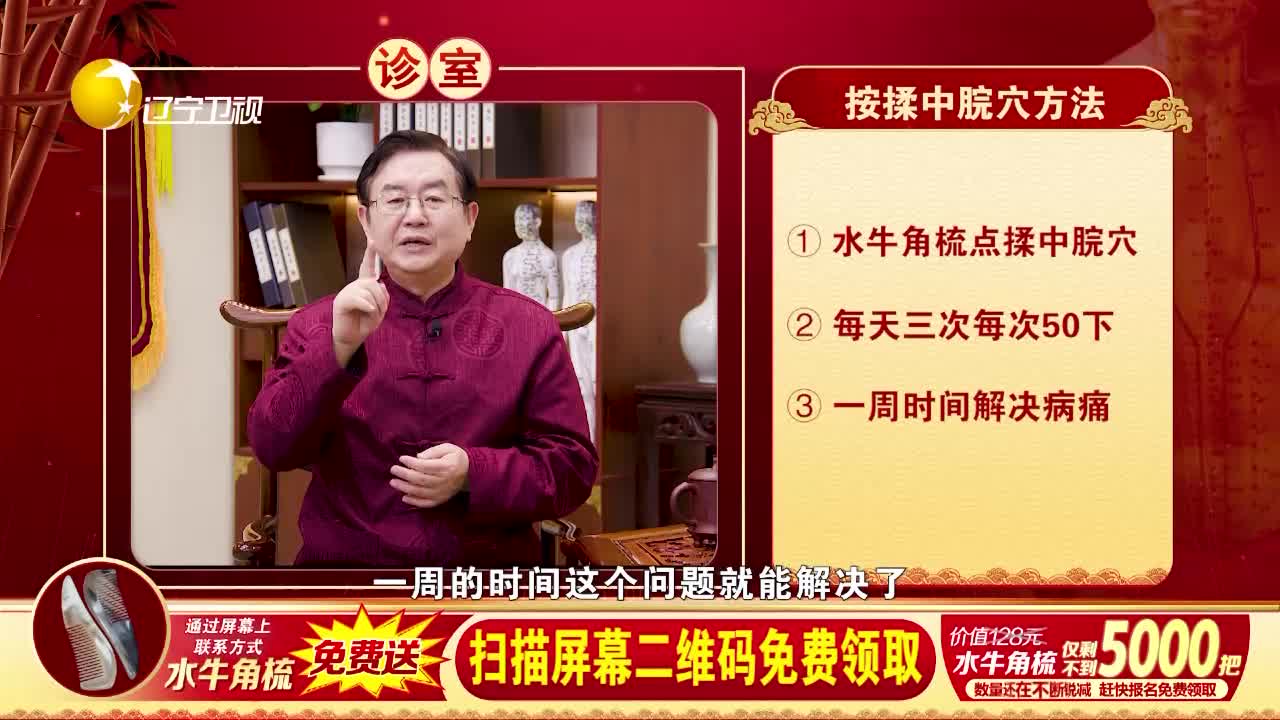 诊室
辽宁卫视
按揉中脘穴方法
① 水牛角梳点揉中脘穴
② 每天三次每次50下
③ 一周时间解决病痛
一周的时间这个问题就能解决了
通过屏幕上
联系方式
水牛角梳
免费送
扫描屏幕二维码免费领取
价值128元
水牛角梳
仅剩
不到
5000把
数量还在不断锐减 赶快报名免费领取